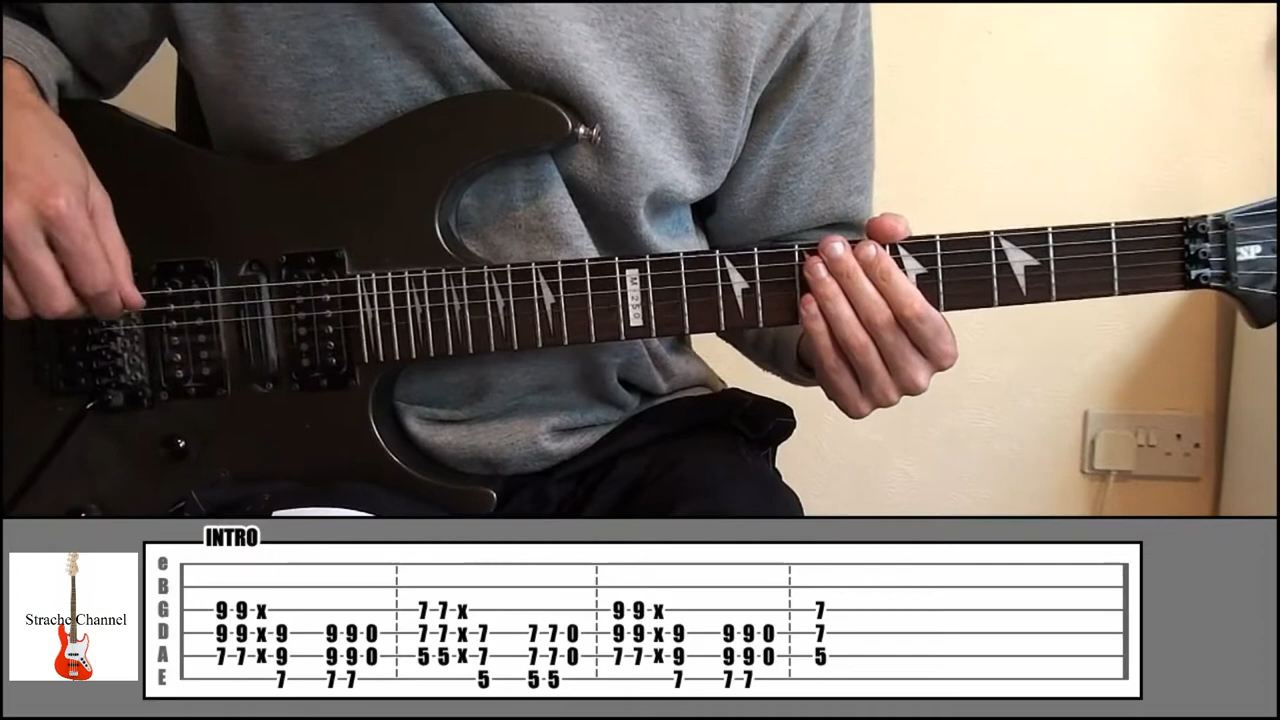 M-250
SP
INTRO
Strache Channel
e
B
G 9-9-x 7-7-x 9-9-x 7
D 9-9-x-9 9-9-0 7-7-x-7 7-7-0 9-9-x-9 9-9-0 7
A 7-7-x-9 9-9-0 5-5-x-7 7-7-0 7-7-x-9 9-9-0 5
E 7 7-7 5 5-5 7 7-7